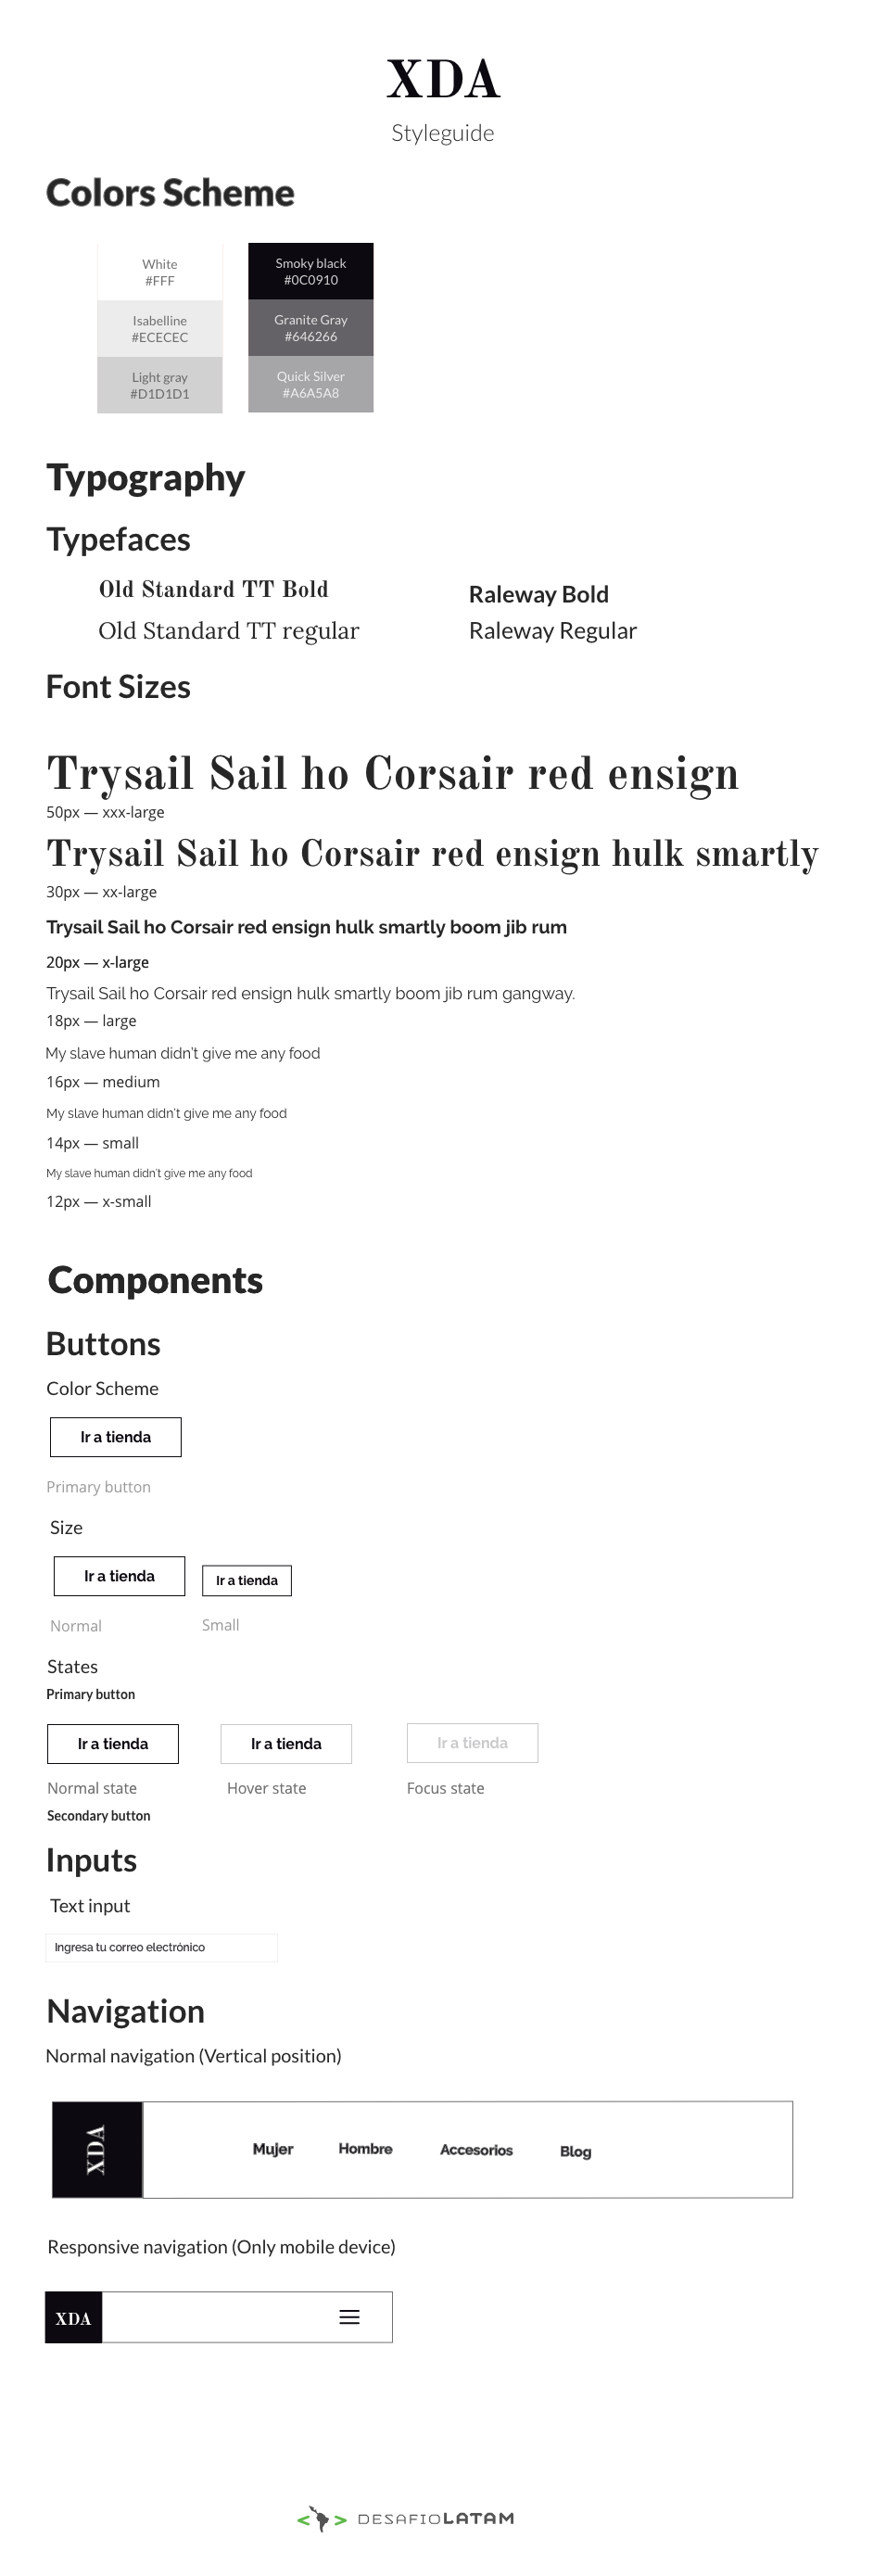 XDA
Styleguide
Colors Scheme
White
#FFF
Isabelline
#ECECEC
Light gray
#D1D1D1
Smoky black
#0C0910
Granite Gray
#646266
Quick Silver
#A6A5A8
Typography
Typefaces
Old Standard TT Bold
Old Standard TT regular
Raleway Bold
Raleway Regular
Font Sizes
Trysail Sail ho Corsair red ensign
50px — xxx-large
Trysail Sail ho Corsair red ensign hulk smartly
30px — xx-large
Trysail Sail ho Corsair red ensign hulk smartly boom jib rum
20px — x-large
Trysail Sail ho Corsair red ensign hulk smartly boom jib rum gangway.
18px — large
My slave human didn't give me any food
16px — medium
My slave human didn't give me any food
14px — small
My slave human didn't give me any food
12px — x-small
Components
Buttons
Color Scheme
Ir a tienda
Primary button
Size
Ir a tienda Ir a tienda
Normal Small
States
Primary button
Ir a tienda Ir a tienda Ir a tienda
Normal state Hover state Focus state
Secondary button
Inputs
Text input
Ingresa tu correo electrónico
Navigation
Normal navigation (Vertical position)
XDA Mujer Hombre Accesorios Blog
Responsive navigation (Only mobile device)
XDA
DESAFIOLATAM